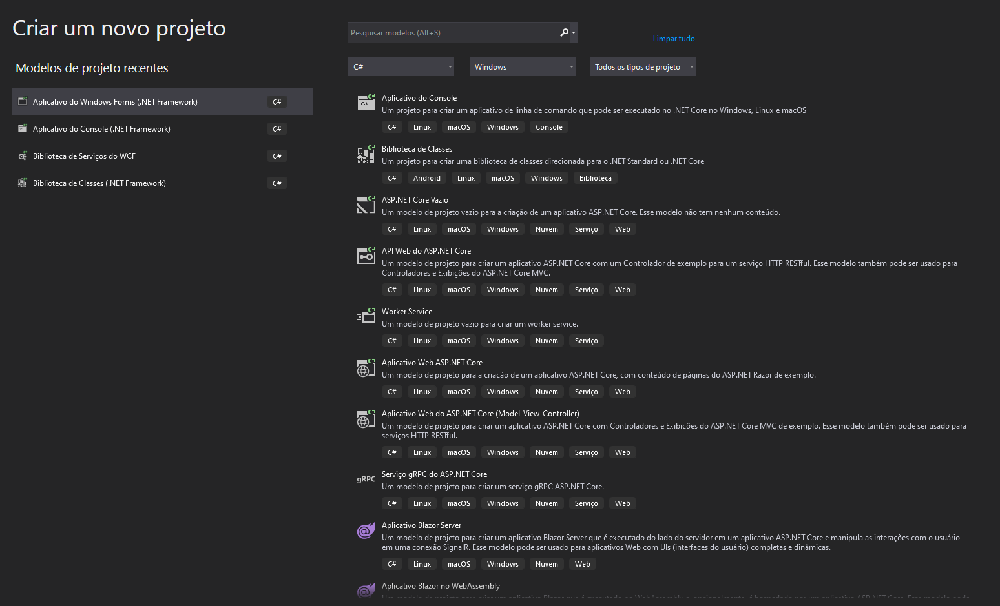 Criar um novo projeto
Modelos de projeto recentes
Aplicativo do Windows Forms (.NET Framework) C#
Aplicativo do Console (.NET Framework) C#
Biblioteca de Serviços do WCF C#
Biblioteca de Classes (.NET Framework) C#
Pesquisar modelos (Alt+S)
Limpar tudo
C# Windows Todos os tipos de projeto
Aplicativo do Console
Um projeto para criar um aplicativo de linha de comando que pode ser executado no .NET Core no Windows, Linux e macOS
C# Linux macOS Windows Console
Biblioteca de Classes
Um projeto para criar uma biblioteca de classes direcionada para o .NET Standard ou .NET Core
C# Android Linux macOS Windows Biblioteca
ASP.NET Core Vazio
Um modelo de projeto vazio para a criação de um aplicativo ASP.NET Core. Esse modelo não tem nenhum conteúdo.
C# Linux macOS Windows Nuvem Serviço Web
API Web do ASP.NET Core
Um modelo de projeto para criar um aplicativo ASP.NET Core com um Controlador de exemplo para um serviço HTTP RESTful. Esse modelo também pode ser usado para
Controladores e Exibições do ASP.NET Core MVC.
C# Linux macOS Windows Nuvem Serviço Web
Worker Service
Um modelo de projeto vazio para criar um worker service.
C# Linux macOS Windows Nuvem Serviço
Aplicativo Web ASP.NET Core
Um modelo de projeto para a criação de um aplicativo ASP.NET Core, com conteúdo de páginas do ASP.NET Razor de exemplo.
C# Linux macOS Windows Nuvem Serviço Web
Aplicativo Web do ASP.NET Core (Model-View-Controller)
Um modelo de projeto para criar um aplicativo ASP.NET Core com Controladores e Exibições do ASP.NET Core MVC de exemplo. Esse modelo também pode ser usado para
serviços HTTP RESTful.
C# Linux macOS Windows Nuvem Serviço Web
gRPC Serviço gRPC do ASP.NET Core
Um modelo de projeto para criar um serviço gRPC ASP.NET Core.
C# Linux macOS Windows Nuvem Serviço Web
Aplicativo Blazor Server
Um modelo de projeto para criar um aplicativo Blazor Server que é executado do lado do servidor em um aplicativo ASP.NET Core e manipula as interações com o usuário
em uma conexão SignalR. Esse modelo pode ser usado para aplicativos Web com UIs (interfaces do usuário) completas e dinâmicas.
C# Linux macOS Windows Nuvem Web
Aplicativo Blazor no WebAssembly